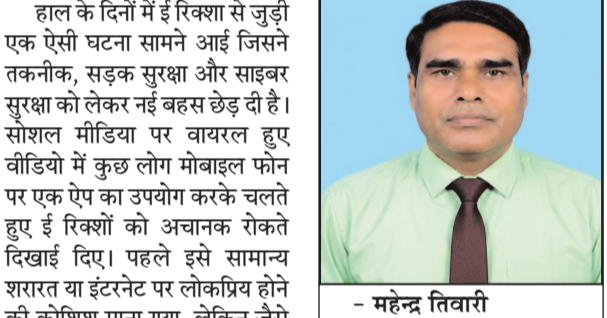 हाल के दिनों में ई रिक्शा से जुड़ी
एक ऐसी घटना सामने आई जिसने
तकनीक, सड़क सुरक्षा और साइबर
सुरक्षा को लेकर नई बहस छेड़ दी है।
सोशल मीडिया पर वायरल हुए
वीडियो में कुछ लोग मोबाइल फोन
पर एक ऐप का उपयोग करके चलते
हुए ई रिक्शों को अचानक रोकते
दिखाई दिए। पहले इसे सामान्य
शरारत या इंटरनेट पर लोकप्रिय होने
की कोशिश माना गया, लेकिन जैसे
– महेन्द्र तिवारी